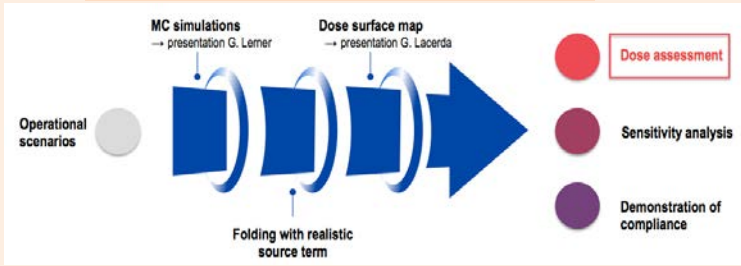 MC simulations
→ presentation G. Lerner
Dose surface map
→ presentation G. Lacerda
Operational
scenarios
Folding with realistic
source term
Dose assessment
Sensitivity analysis
Demonstration of
compliance